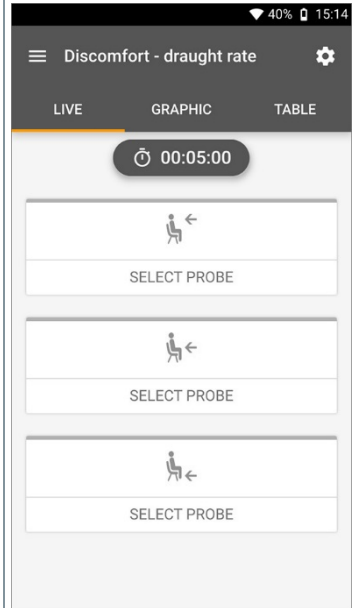 40% 15:14
Discomfort - draught rate
LIVE GRAPHIC TABLE
00:05:00
SELECT PROBE
SELECT PROBE
SELECT PROBE